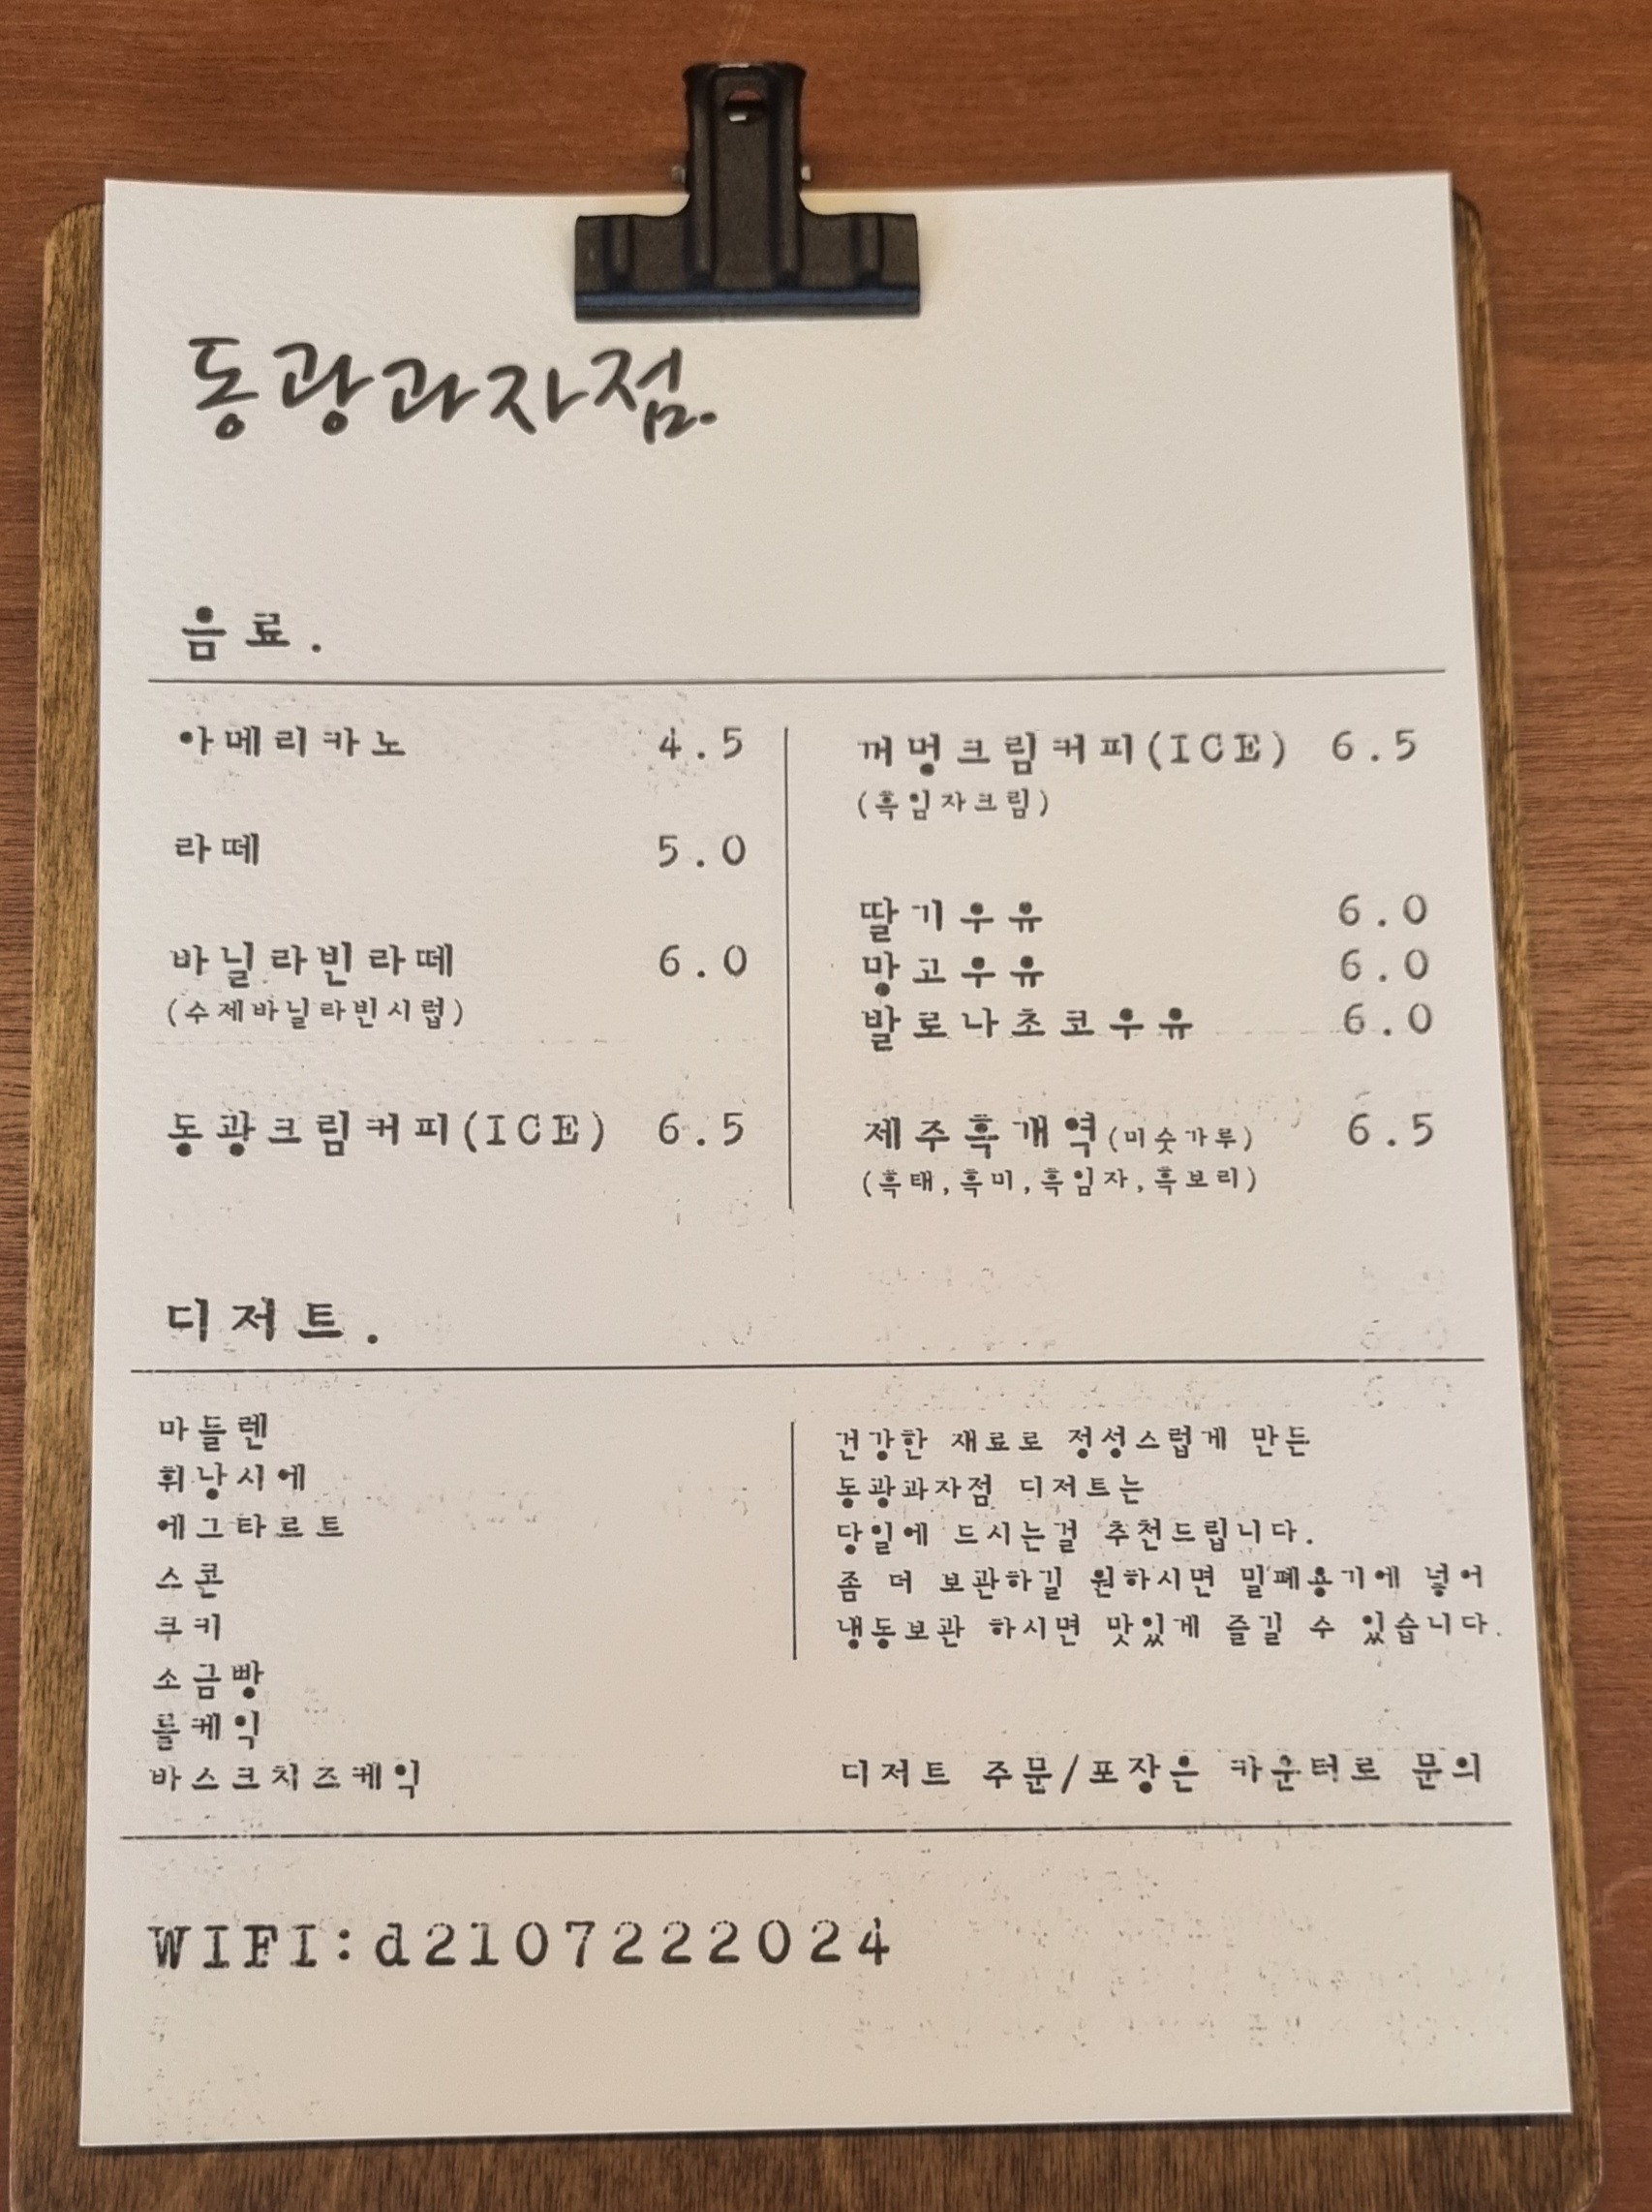 동광과자점.
음료.
아메리카노 4.5
라떼 5.0
바닐라빈라떼 6.0
(수제바닐라빈시럽)
동광크림커피(ICE) 6.5
꺼멍크림커피(ICE) 6.5
(흑임자크림)
딸기우유 6.0
망고우유 6.0
발로나초코우유 6.0
제주흑개역(미숫가루) 6.5
(흑태,흑미,흑임자,흑보리)
디저트.
마들렌
휘낭시에
에그타르트
스콘
쿠키
소금빵
롤케익
바스크치즈케익
건강한 재료로 정성스럽게 만든
동광과자점 디저트는
당일에 드시는걸 추천드립니다.
좀 더 보관하길 원하시면 밀폐용기에 넣어
냉동보관 하시면 맛있게 즐길 수 있습니다.
디저트 주문/포장은 카운터로 문의
WIFI:d2107222024